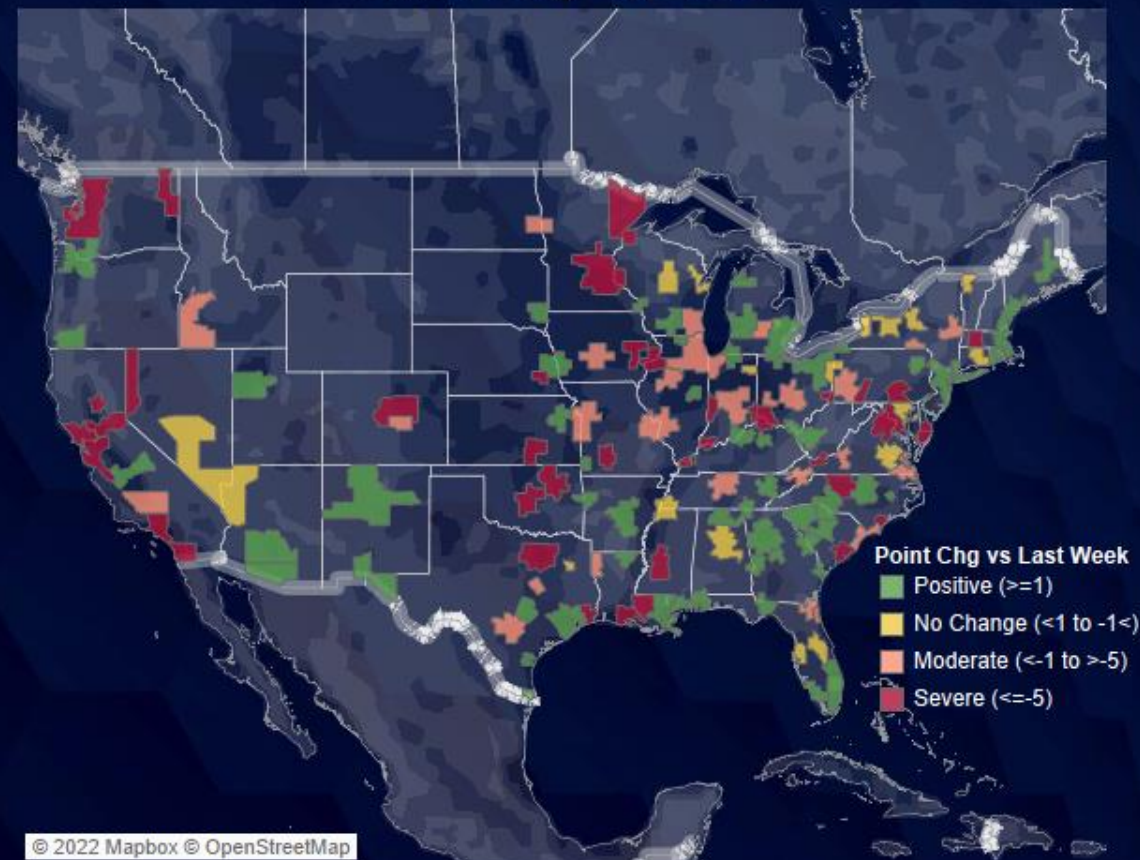 Point Chg vs Last Week
Positive (>=1)
No Change (<1 to -1<)
Moderate (<-1 to >-5)
Severe (<=-5)
© 2022 Mapbox © OpenStreetMap